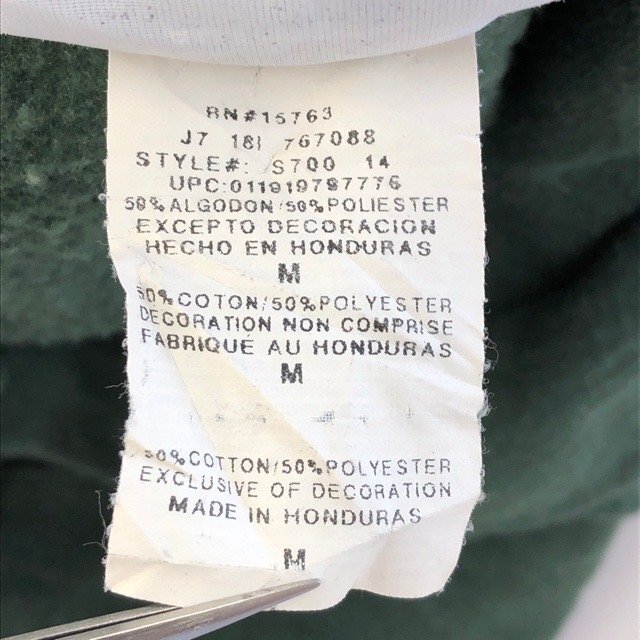 RN#15763
J7 18I 767088
STYLE#: S700 14
UPC:011919797776
50% ALGODON/50% POLIESTER
EXCEPTO DECORACION
HECHO EN HONDURAS
M
50% COTON/50% POLYESTER
DECORATION NON COMPRISE
FABRIQUE AU HONDURAS
M
50% COTTON/50% POLYESTER
EXCLUSIVE OF DECORATION
MADE IN HONDURAS
M